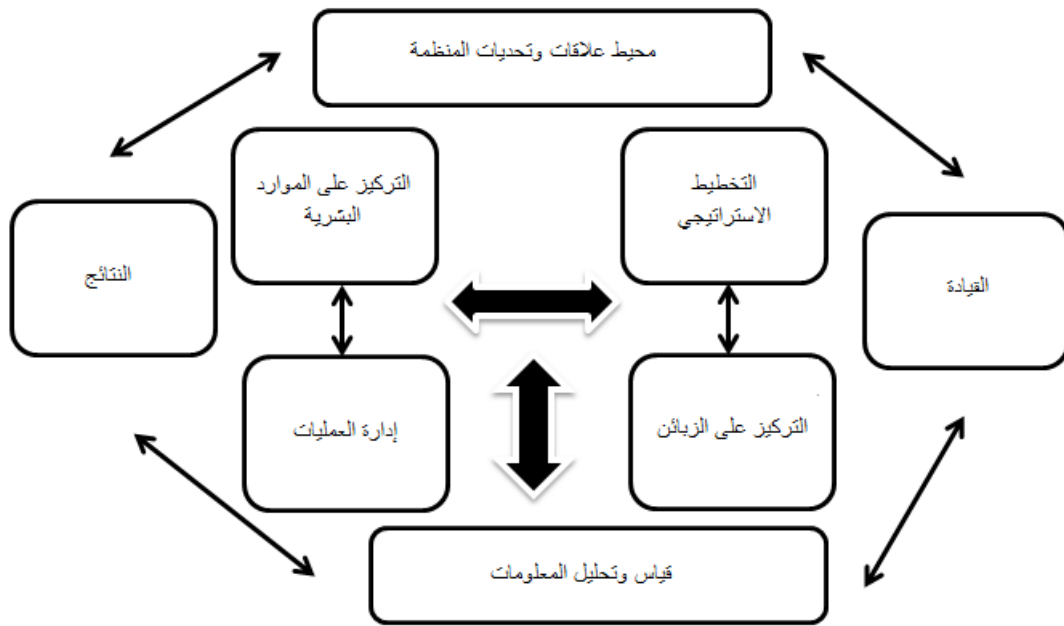 محيط علاقات وتحديات المنظمة
التخطيط
الاستراتيجي
التركيز على الموارد
البشرية
القيادة
النتائج
التركيز على الزبائن
إدارة العمليات
قياس وتحليل المعلومات